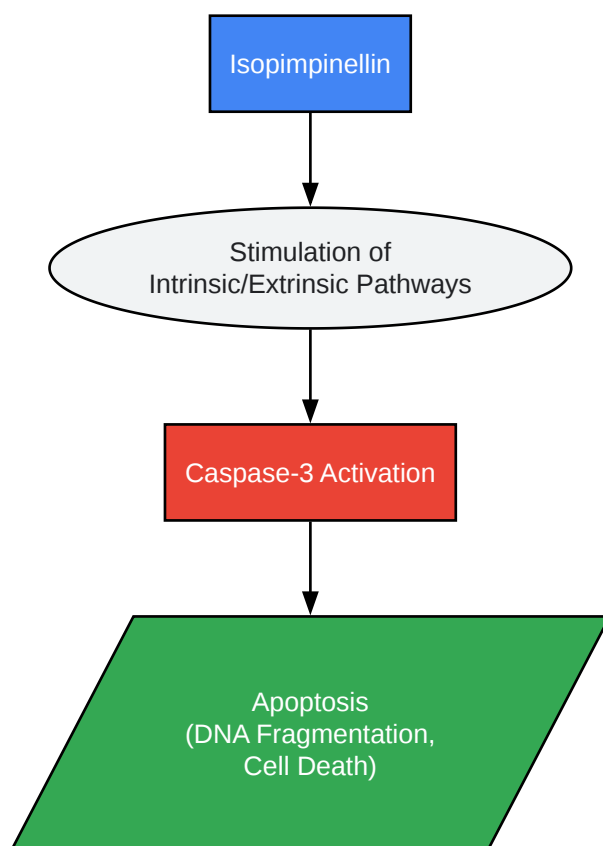 Isopimpinellin
Stimulation of
Intrinsic/Extrinsic Pathways
Caspase-3 Activation
Apoptosis
(DNA Fragmentation,
Cell Death)